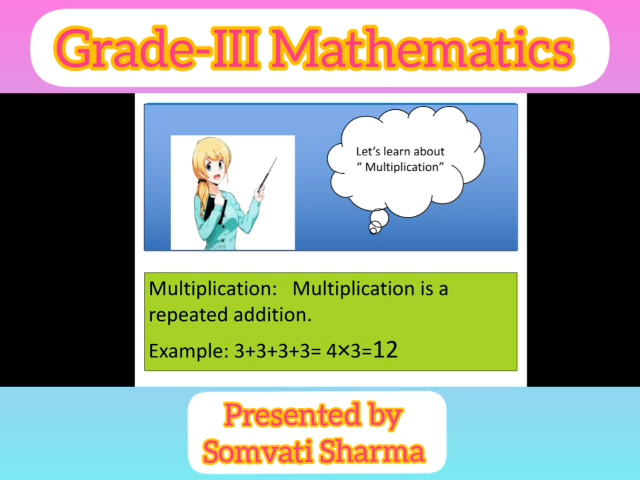 Grade-III Mathematics
Let's learn about
“ Multiplication”
Multiplication:   Multiplication is a
repeated addition.
Example: 3+3+3+3= 4×3=12
Presented by
Somvati Sharma